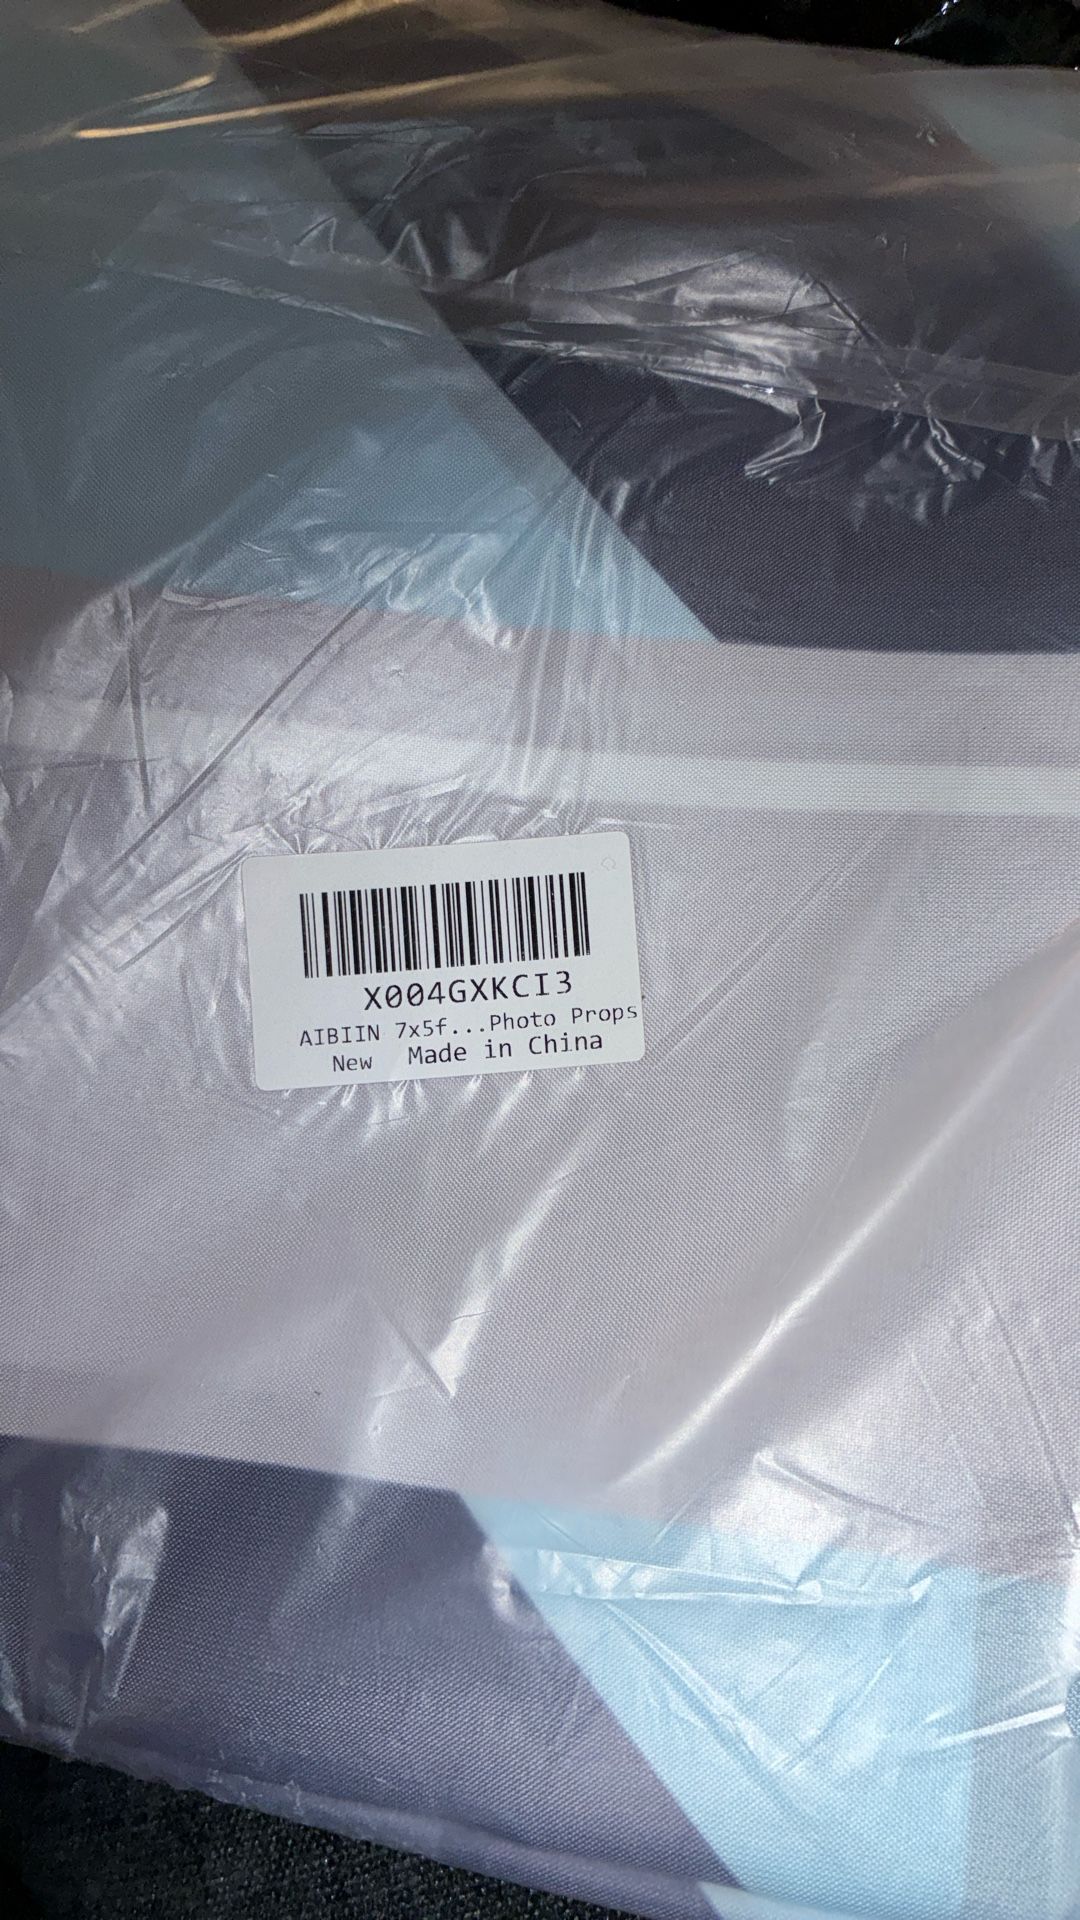 X004GXKCI3
AIBIIN 7x5f...Photo Props
New Made in China